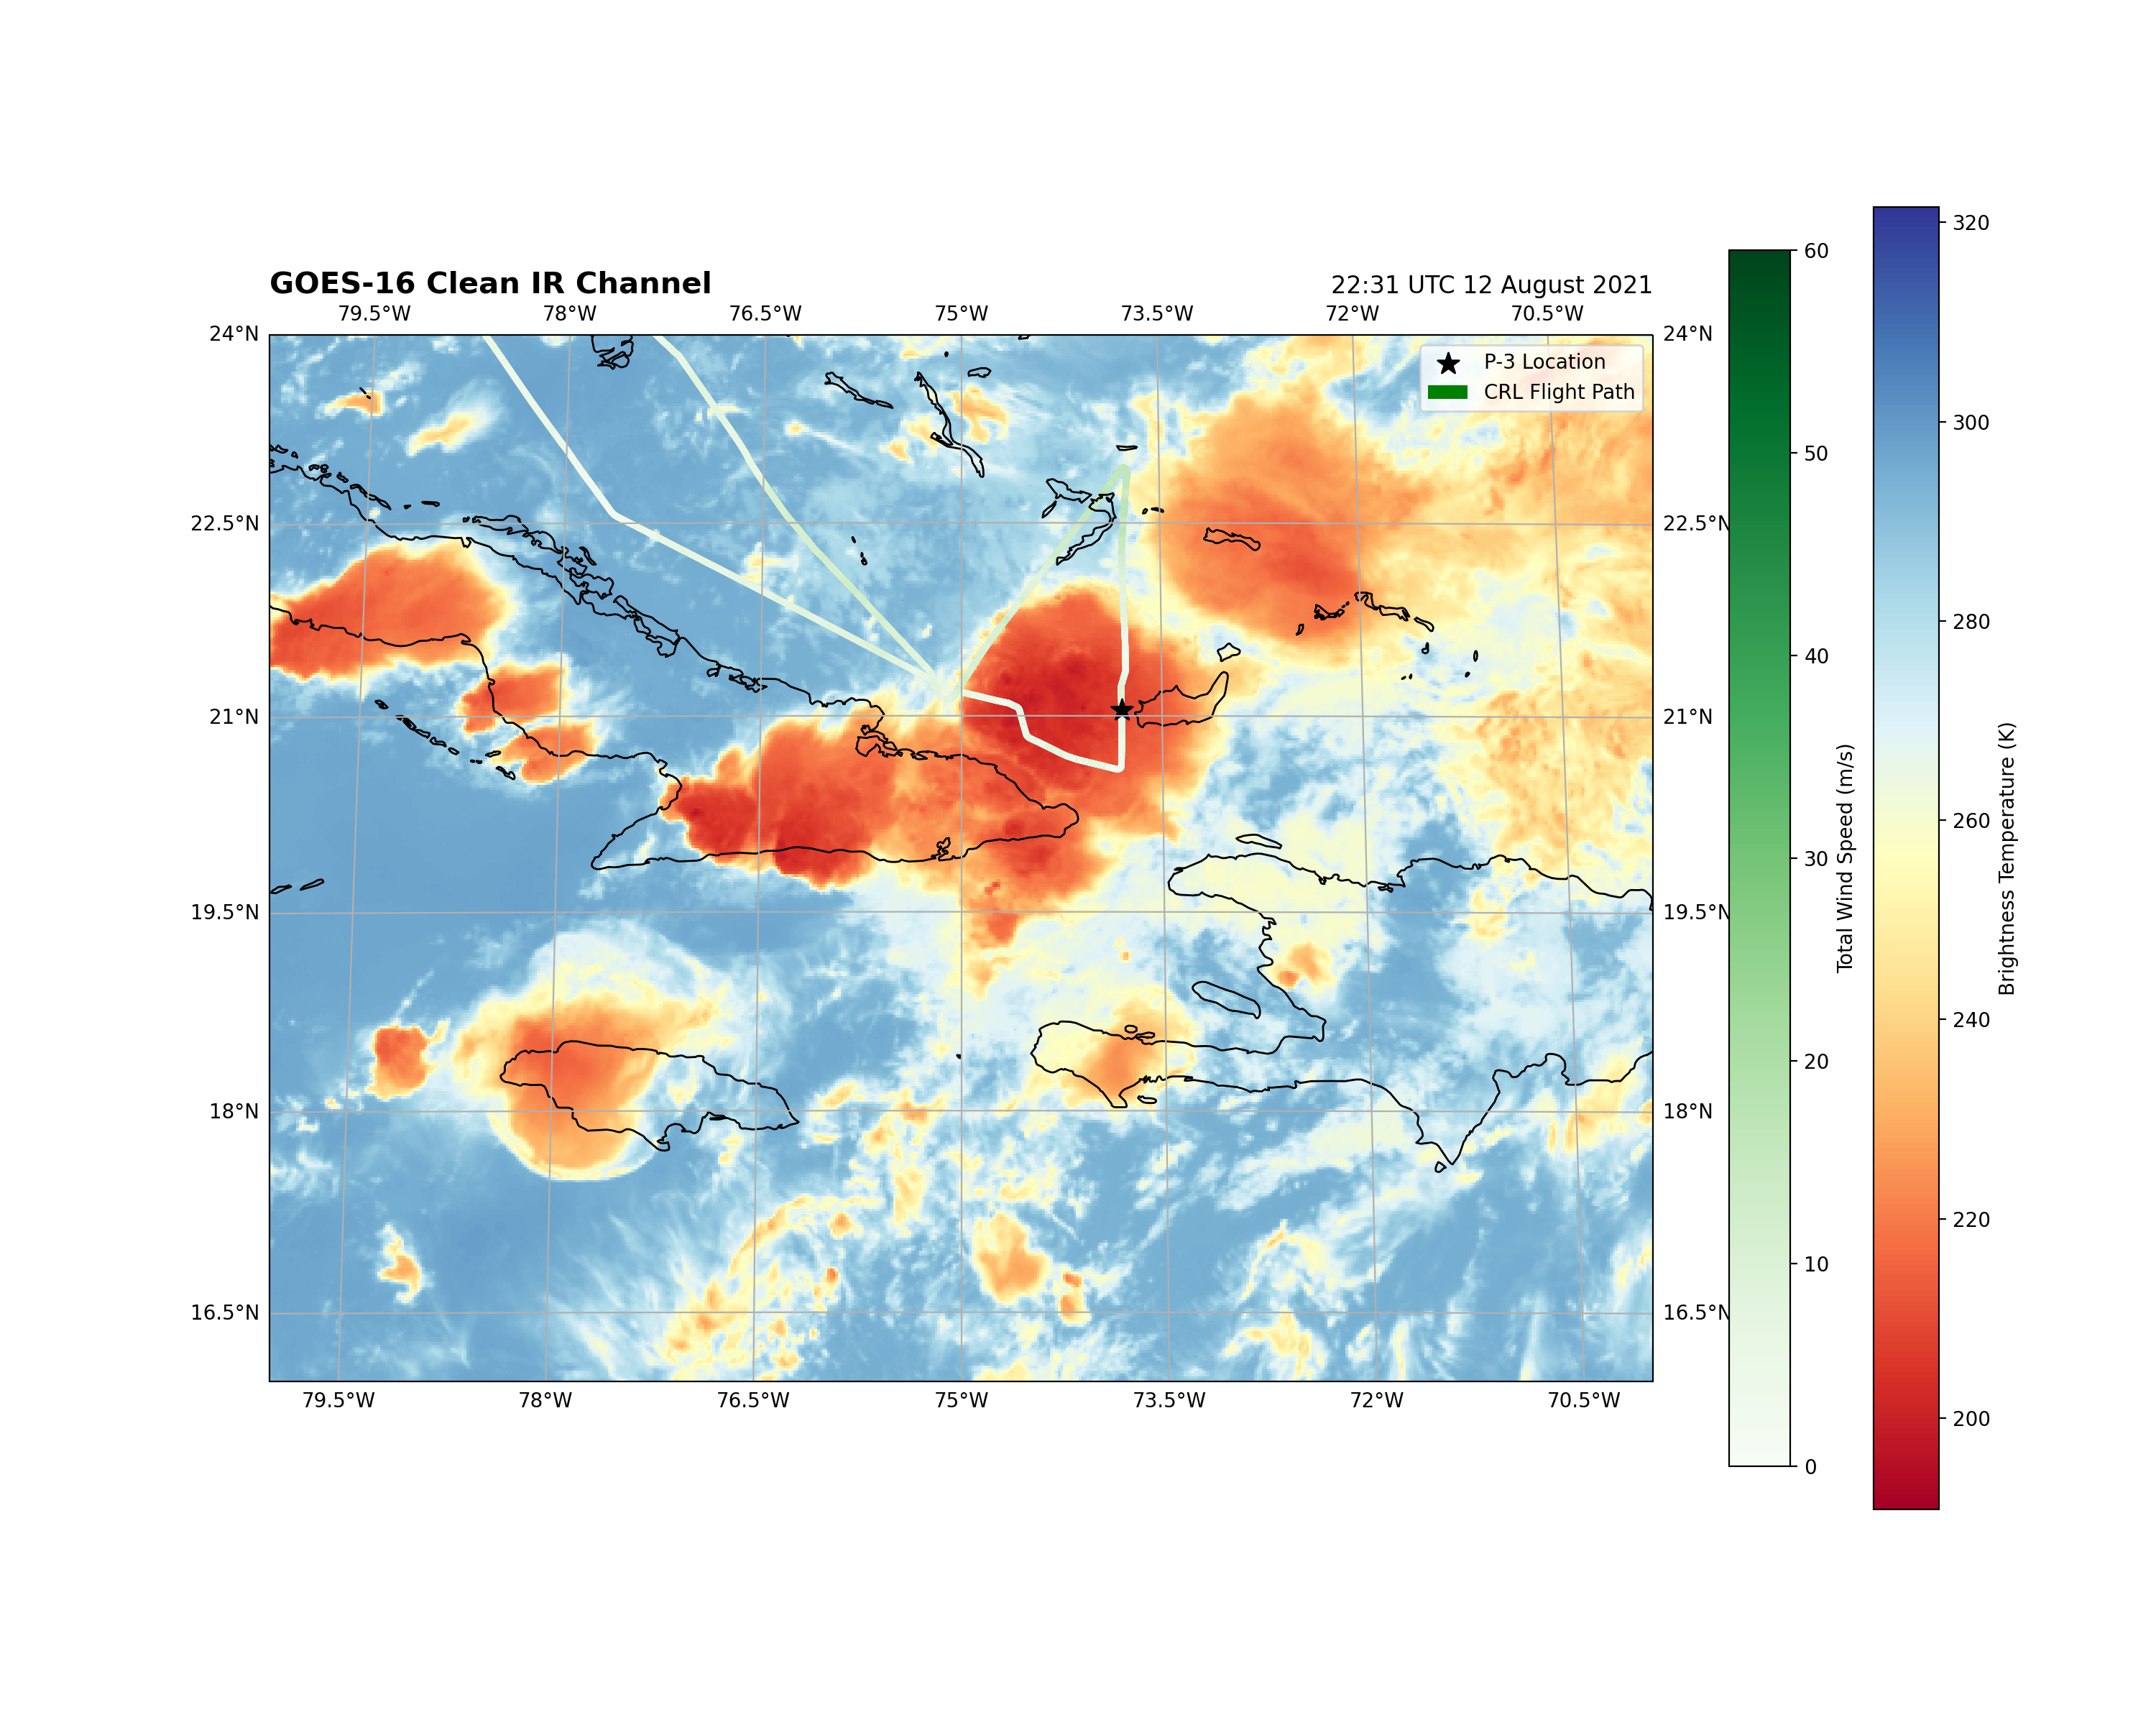 GOES-16 Clean IR Channel
22:31 UTC 12 August 2021
79.5°W 78°W 76.5°W 75°W 73.5°W 72°W 70.5°W
24°N 24°N
P-3 Location
CRL Flight Path
22.5°N 22.5°N
21°N 21°N
19.5°N 19.5°N
18°N 18°N
16.5°N 16.5°N
79.5°W 78°W 76.5°W 75°W 73.5°W 72°W 70.5°W
60
50
40
30
20
10
0
Total Wind Speed (m/s)
320
300
280
260
240
220
200
Brightness Temperature (K)